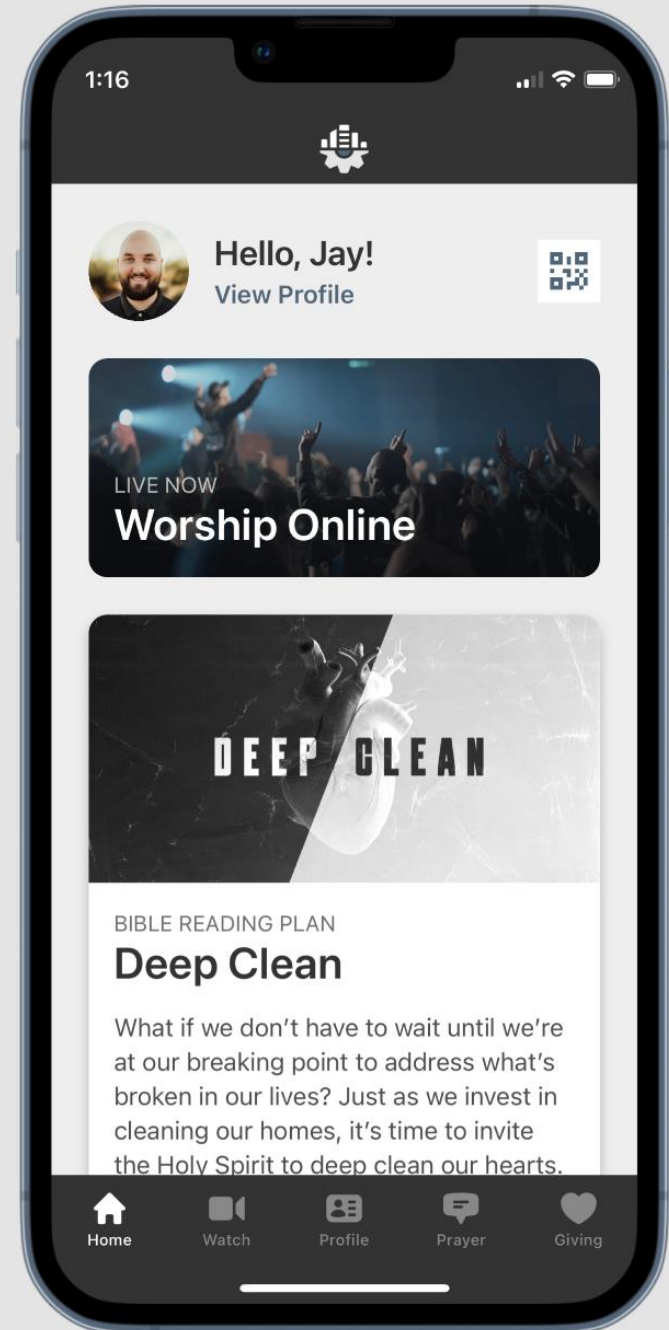 1:16
Hello, Jay!
View Profile
LIVE NOW
Worship Online
DEEP CLEAN
BIBLE READING PLAN
Deep Clean
What if we don’t have to wait until we’re
at our breaking point to address what’s
broken in our lives? Just as we invest in
cleaning our homes, it’s time to invite
the Holy Spirit to deep clean our hearts.
Home Watch Profile Prayer Giving